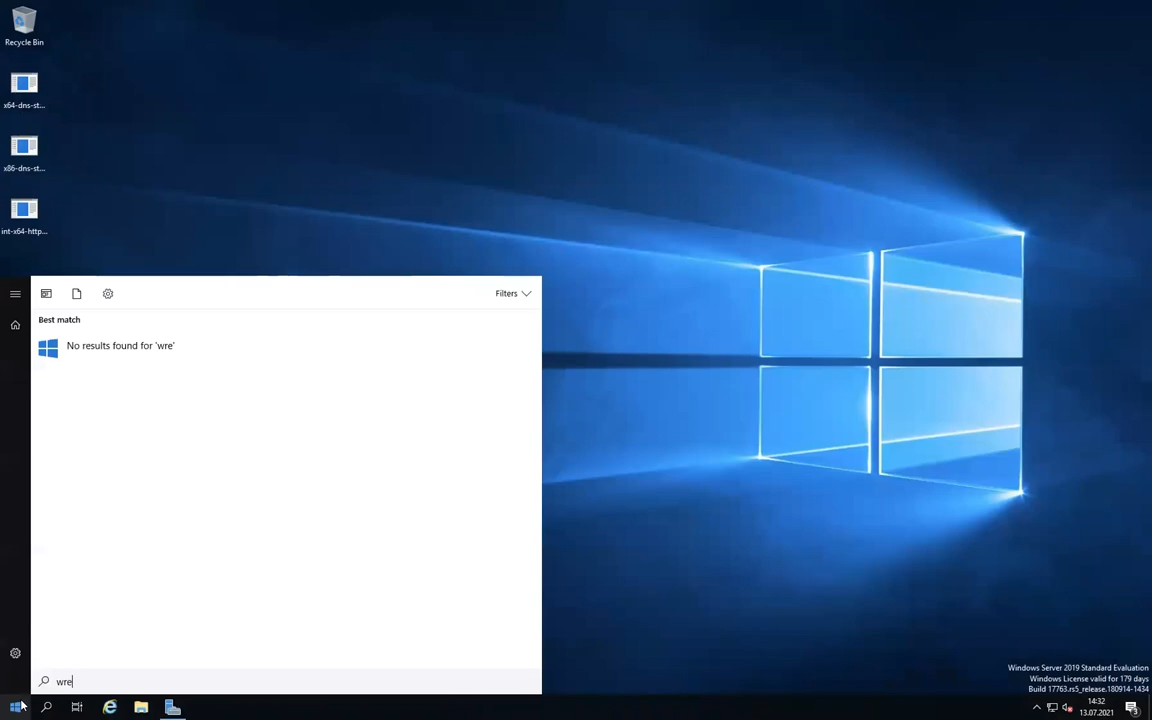 Recycle Bin
x64-dns-st...
x86-dns-st...
int-x64-http...
Filters
Best match
No results found for 'wre'
wre
Windows Server 2019 Standard Evaluation
Windows License valid for 179 days
Build 17763.rs5_release.180914-1434
14:32
13.07.2021
3